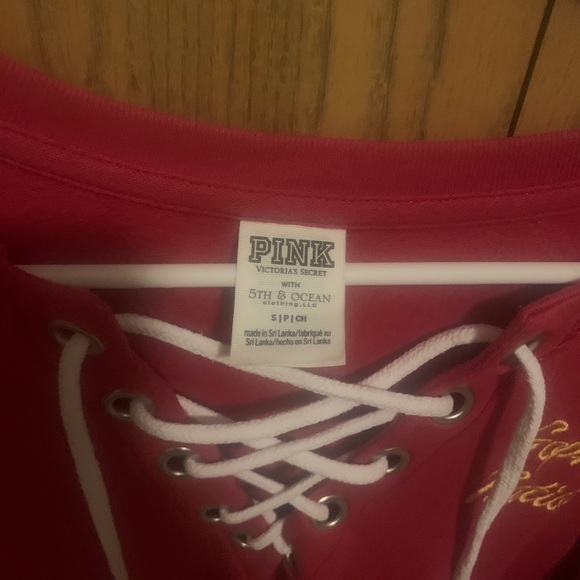 PINK
VICTORIA'S SECRET
WITH
5TH & OCEAN
clothing, LLC
S | P | CH
made in Sri Lanka/fabriqué au
Sri Lanka/hecho en Sri Lanka